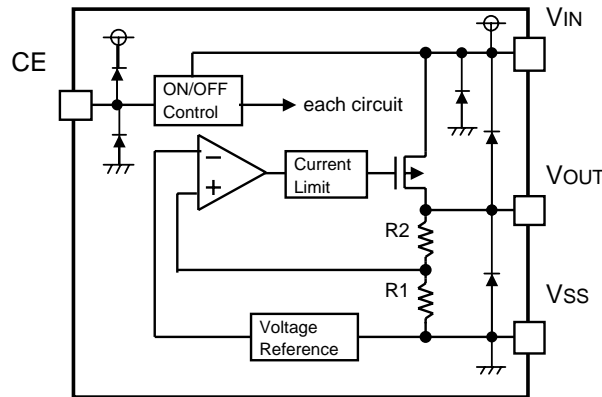 VIN
CE
ON/OFF
Control
each circuit
−
+
Current
Limit
VOUT
R2
R1
VSS
Voltage
Reference